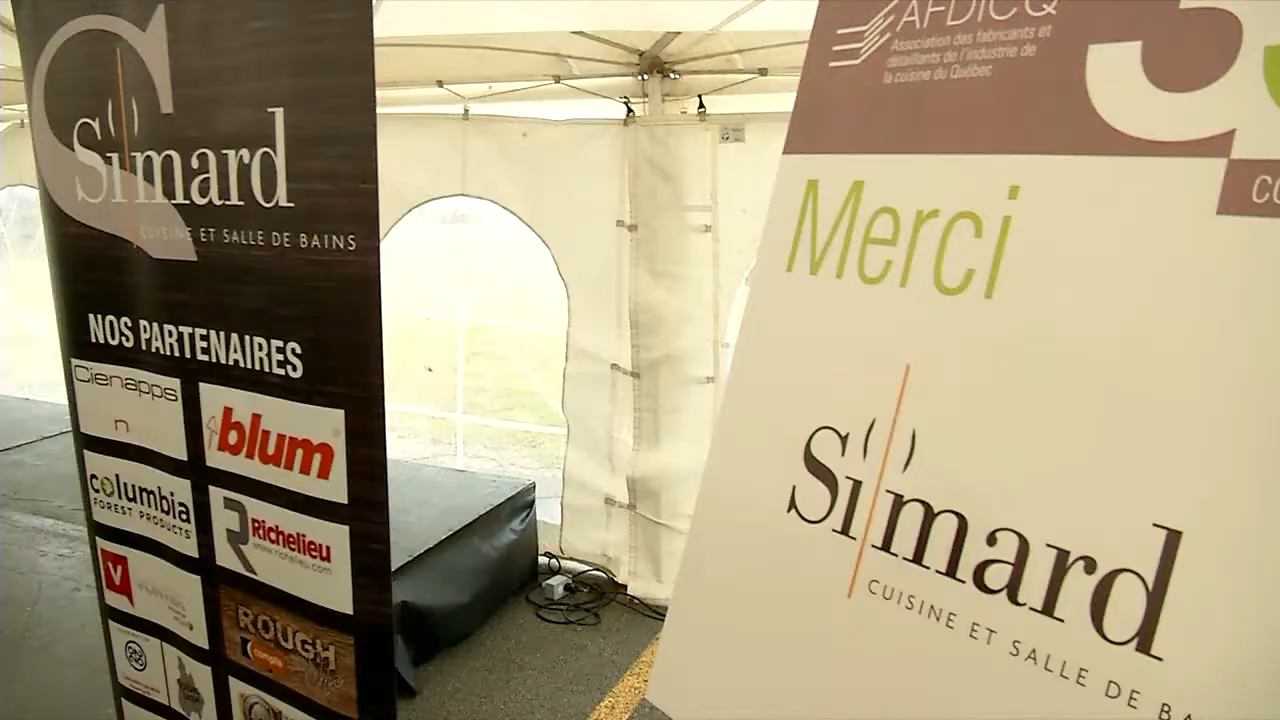 Simard
CUISINE ET SALLE DE BAINS
NOS PARTENAIRES
Cienapps
blum
columbia
FOREST PRODUCTS
Richelieu
www.richelieu.com
V
ROUGH
AFDICQ
Association des fabricants et
détaillants de l'industrie de
la cuisine du Québec
Merci
Simard
CUISINE ET SALLE DE BA